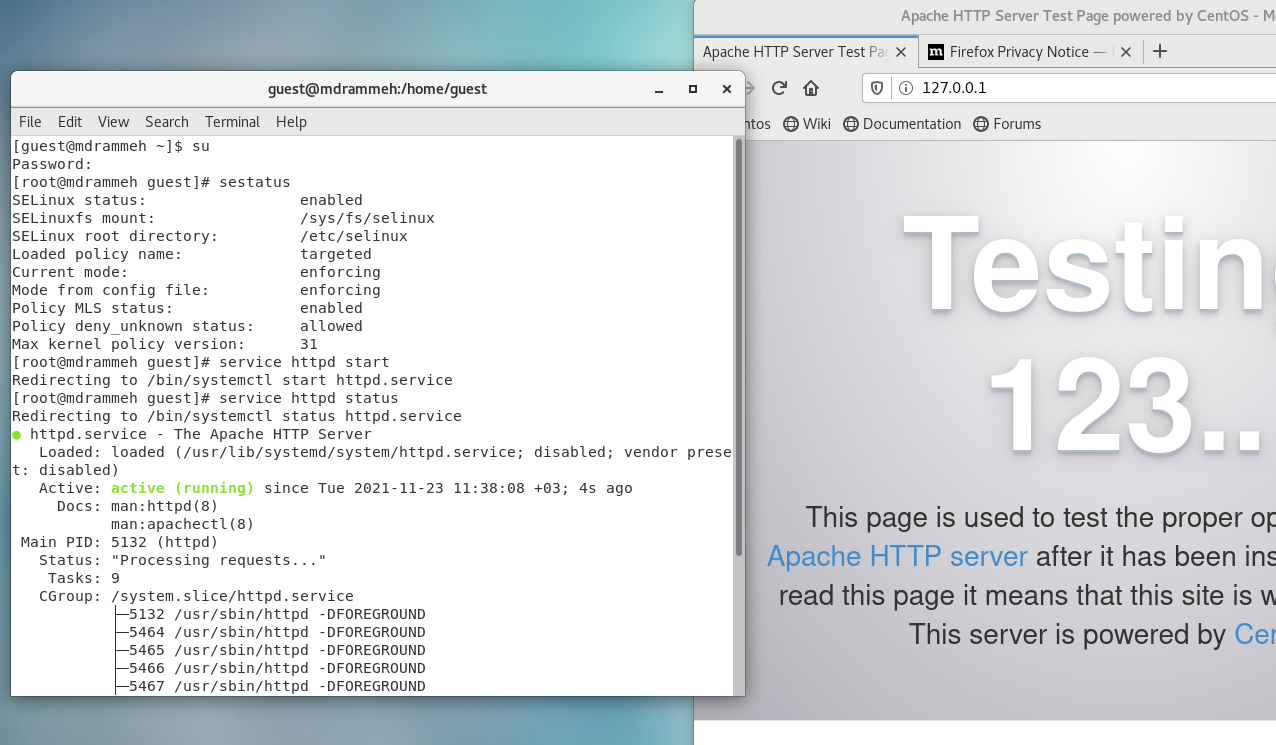 Apache HTTP Server Test Page powered by CentOS - M
Apache HTTP Server Test Pa
Firefox Privacy Notice —
127.0.0.1
ntos Wiki Documentation Forums
guest@mdrammeh:/home/guest
File Edit View Search Terminal Help
[guest@mdrammeh ~]$ su
Password:
[root@mdrammeh guest]# sestatus
SELinux status:                 enabled
SELinuxfs mount:                /sys/fs/selinux
SELinux root directory:         /etc/selinux
Loaded policy name:             targeted
Current mode:                   enforcing
Mode from config file:          enforcing
Policy MLS status:              enabled
Policy deny_unknown status:     allowed
Max kernel policy version:      31
[root@mdrammeh guest]# service httpd start
Redirecting to /bin/systemctl start httpd.service
[root@mdrammeh guest]# service httpd status
Redirecting to /bin/systemctl status httpd.service
● httpd.service - The Apache HTTP Server
   Loaded: loaded (/usr/lib/systemd/system/httpd.service; disabled; vendor prese
t: disabled)
   Active: active (running) since Tue 2021-11-23 11:38:08 +03; 4s ago
     Docs: man:httpd(8)
           man:apachectl(8)
 Main PID: 5132 (httpd)
   Status: "Processing requests..."
    Tasks: 9
   CGroup: /system.slice/httpd.service
           ├─5132 /usr/sbin/httpd -DFOREGROUND
           ├─5464 /usr/sbin/httpd -DFOREGROUND
           ├─5465 /usr/sbin/httpd -DFOREGROUND
           ├─5466 /usr/sbin/httpd -DFOREGROUND
           ├─5467 /usr/sbin/httpd -DFOREGROUND
Testin
123..
This page is used to test the proper op
Apache HTTP server after it has been ins
read this page it means that this site is w
This server is powered by Cen